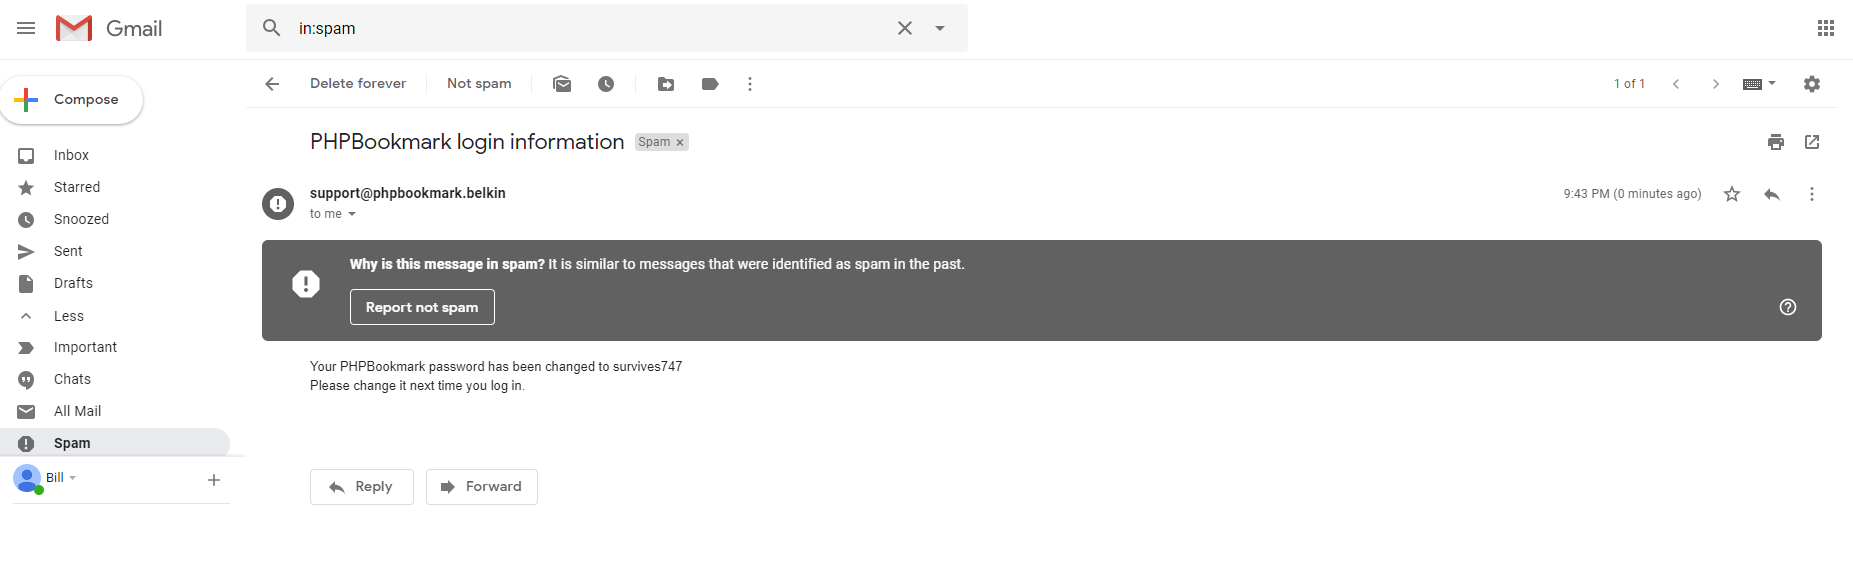 Gmail
in:spam
Compose
Delete forever
Not spam
1 of 1
PHPBookmark login information
Spam ×
Inbox
Starred
Snoozed
Sent
Drafts
Less
Important
Chats
All Mail
Spam
Bill
support@phpbookmark.belkin
9:43 PM (0 minutes ago)
to me
Why is this message in spam? It is similar to messages that were identified as spam in the past.
Report not spam
Your PHPBookmark password has been changed to survives747
Please change it next time you log in.
Reply
Forward